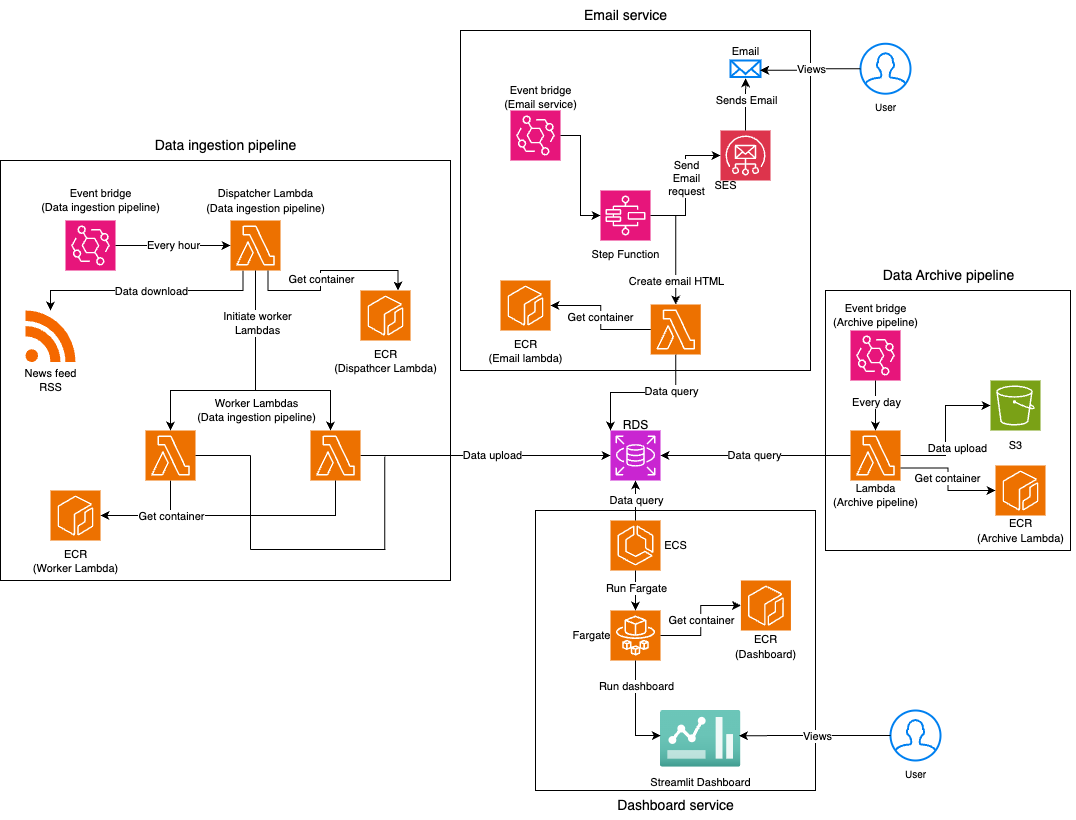 Email service
Email
Views
User
Event bridge
(Email service)
Sends Email
Send
Email
request
SES
Step Function
Create email HTML
Get container
ECR
(Email lambda)
Data query
Data ingestion pipeline
Event bridge
(Data ingestion pipeline)
Dispatcher Lambda
(Data ingestion pipeline)
Every hour
Get container
Data download
Initiate worker
Lambdas
News feed
RSS
ECR
(Dispathcer Lambda)
Worker Lambdas
(Data ingestion pipeline)
Get container
ECR
(Worker Lambda)
Data upload
RDS
Data query
Data Archive pipeline
Event bridge
(Archive pipeline)
Every day
Data upload
S3
Get container
Lambda
(Archive pipeline)
ECR
(Archive Lambda)
Data query
ECS
Run Fargate
Fargate
Get container
ECR
(Dashboard)
Run dashboard
Views
User
Streamlit Dashboard
Dashboard service